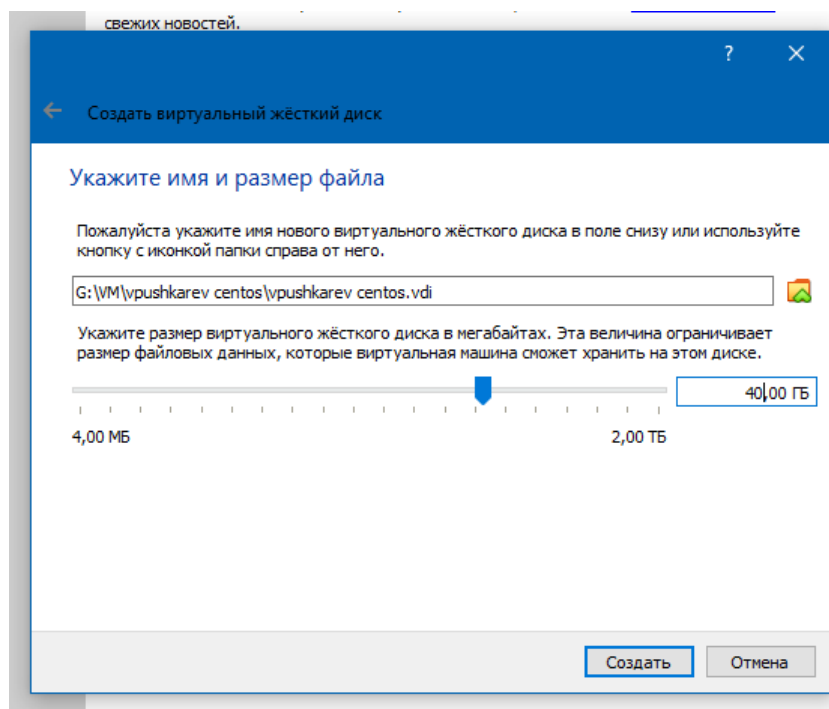 свежих новостей.
?
Создать виртуальный жёсткий диск
Укажите имя и размер файла
Пожалуйста укажите имя нового виртуального жёсткого диска в поле снизу или используйте
кнопку с иконкой папки справа от него.
G:\VM\vpushkarev centos\vpushkarev centos.vdi
Укажите размер виртуального жёсткого диска в мегабайтах. Эта величина ограничивает
размер файловых данных, которые виртуальная машина сможет хранить на этом диске.
40,00 ГБ
4,00 МБ 2,00 ТБ
Создать Отмена